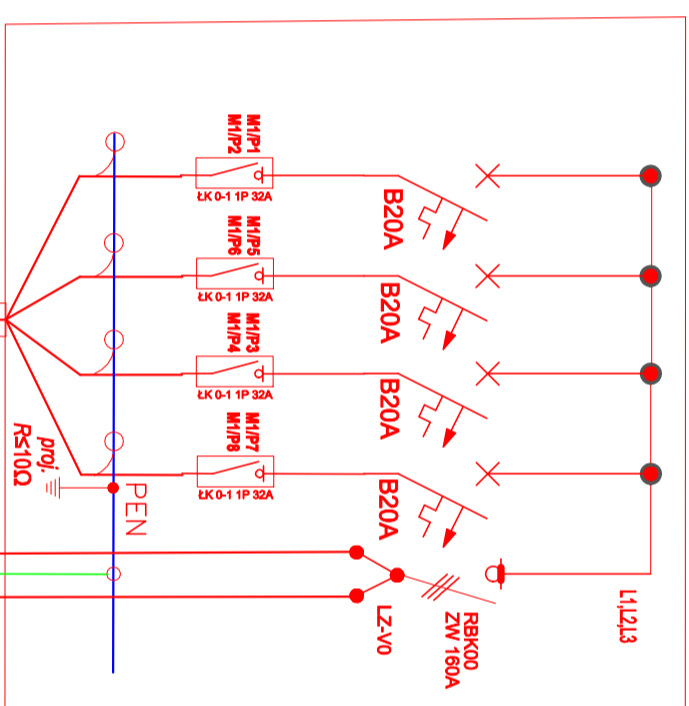 M1/P1
M1/P2
ŁK 0-1 1P 32A
B20A
M1/P5
M1/P6
ŁK 0-1 1P 32A
B20A
M1/P3
M1/P4
ŁK 0-1 1P 32A
B20A
M1/P7
M1/P8
ŁK 0-1 1P 32A
B20A
proj.
R≤10Ω
PEN
LZ-V0
RBK00
ZW 160A
L1,L2,L3